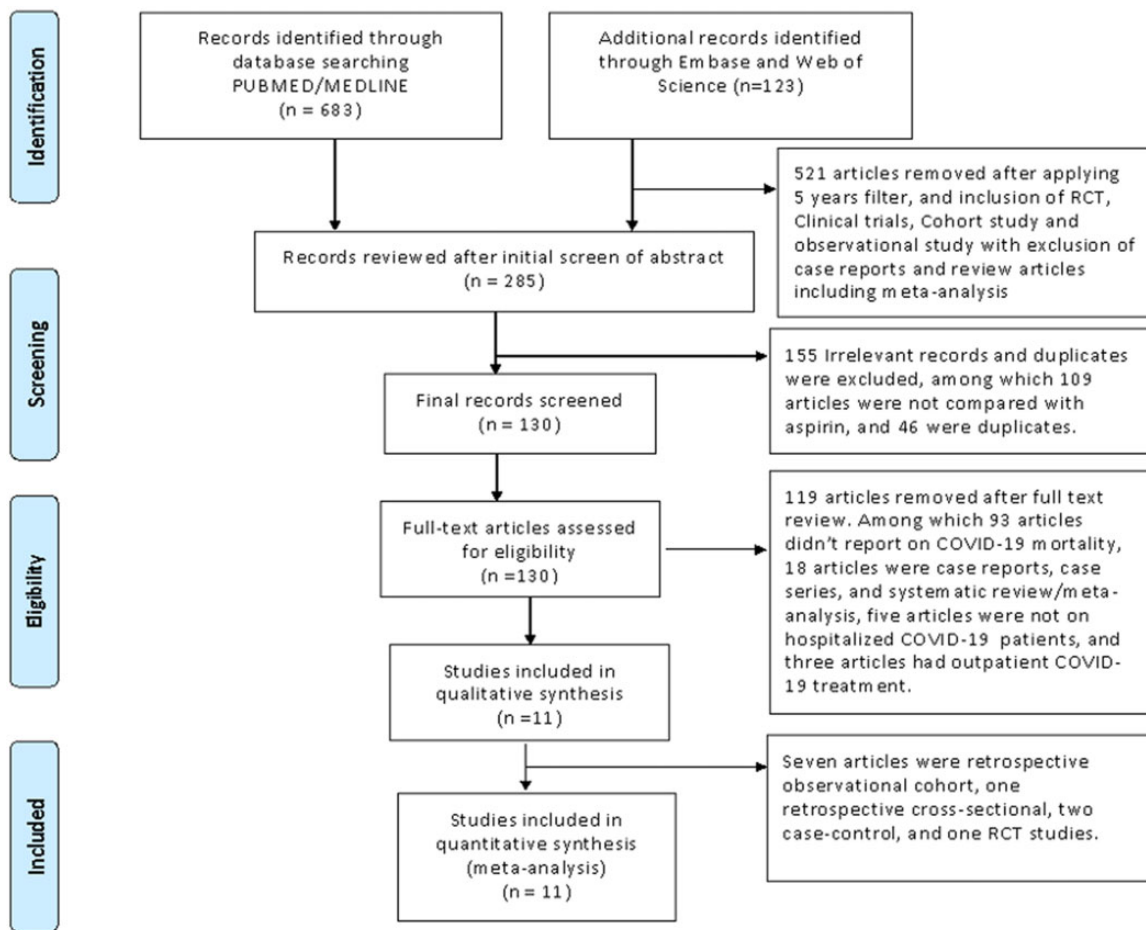 Identification
Records identified through
database searching
PUBMED/MEDLINE
(n = 683)
Additional records identified
through Embase and Web of
Science (n=123)
521 articles removed after applying
5 years filter, and inclusion of RCT,
Clinical trials, Cohort study and
observational study with exclusion of
case reports and review articles
including meta-analysis
Records reviewed after initial screen of abstract
(n = 285)
Screening
155 Irrelevant records and duplicates
were excluded, among which 109
articles were not compared with
aspirin, and 46 were duplicates.
Final records screened
(n = 130)
Eligibility
Full-text articles assessed
for eligibility
(n =130)
119 articles removed after full text
review. Among which 93 articles
didn't report on COVID-19 mortality,
18 articles were case reports, case
series, and systematic review/meta-
analysis, five articles were not on
hospitalized COVID-19 patients, and
three articles had outpatient COVID-
19 treatment.
Studies included in
qualitative synthesis
(n =11)
Included
Seven articles were retrospective
observational cohort, one
retrospective cross-sectional, two
case-control, and one RCT studies.
Studies included in
quantitative synthesis
(meta-analysis)
(n = 11)